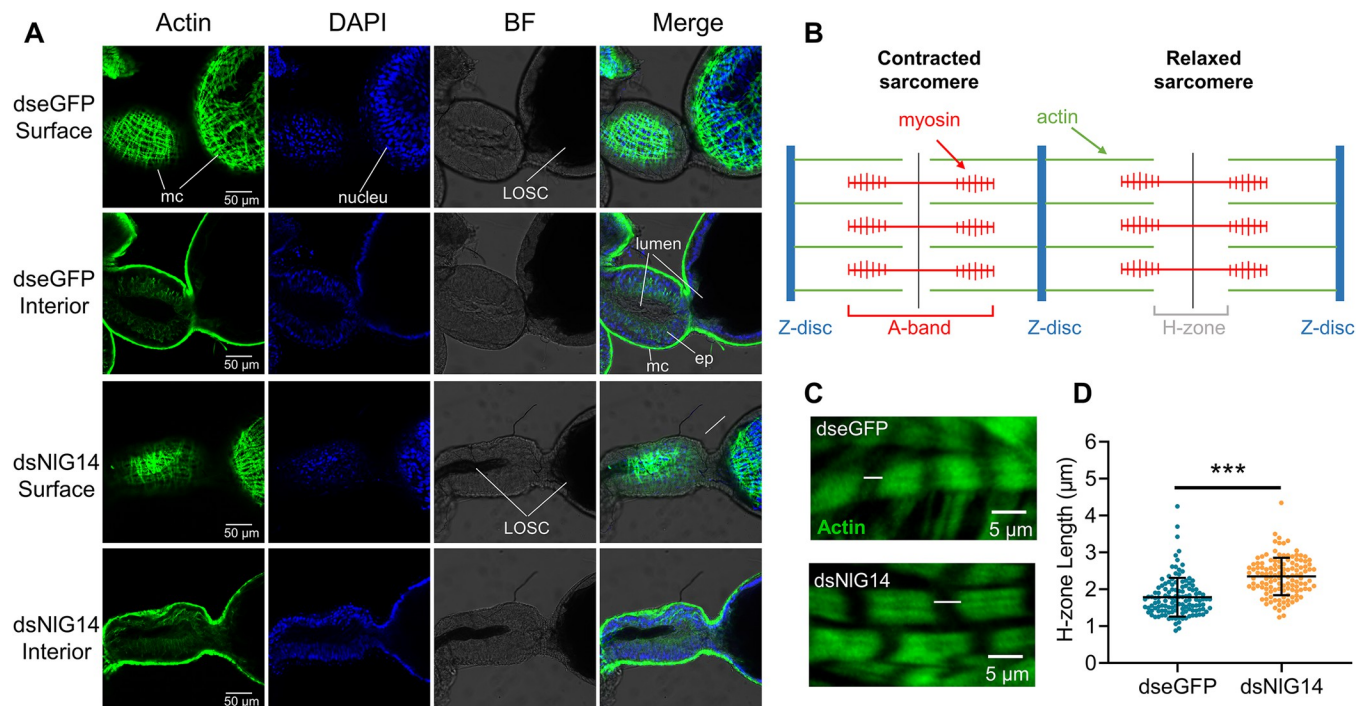 A
Actin DAPI BF Merge
dseGFP
Surface
mc
50 µm
nucleu
LOSC
dseGFP
Interior
50 µm
lumen
ep
mc
dsNIG14
Surface
50 µm
LOSC
dsNIG14
Interior
50 µm
B
Contracted
sarcomere
Relaxed
sarcomere
myosin
actin
Z-disc
A-band
Z-disc
H-zone
Z-disc
C
dseGFP
Actin
5 µm
dsNIG14
5 µm
D
H-zone Length (µm)
6
5
4
3
2
1
0
***
dseGFP dsNIG14